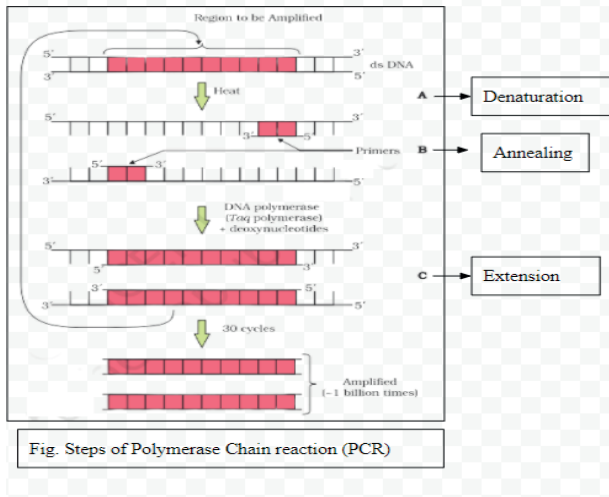 Region to be Amplified
5′ 3′
ds DNA
3′ 5′
Heat
A
Denaturation
5′ 3′
3′ 5′
Primers
B
Annealing
5′ 3′
3′ 5′
DNA polymerase
(Taq polymerase)
+ deoxynucleotides
5′ 3′
5′ 3′
C
Extension
3′ 5′
3′ 5′
30 cycles
Amplified
(~1 billion times)
Fig. Steps of Polymerase Chain reaction (PCR)